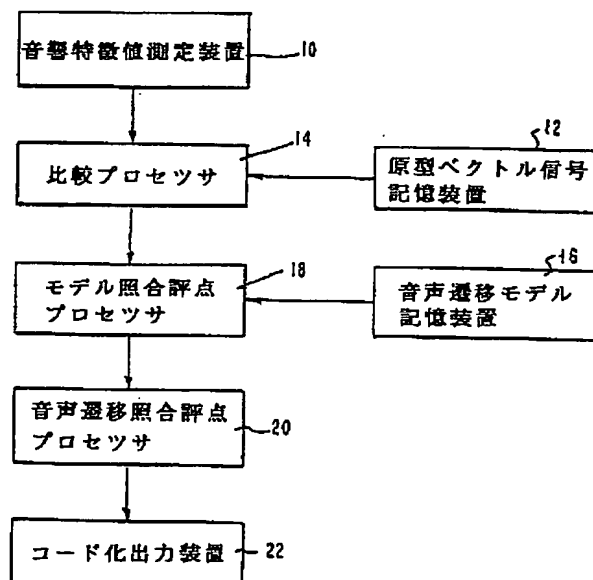 音響特徴値測定装置
10
12
14
比較プロセツサ
原型ベクトル信号
記憶装置
18
16
モデル照合評点
プロセツサ
音声遷移モデル
記憶装置
音声遷移照合評点
プロセツサ
20
コード化出力装置
22